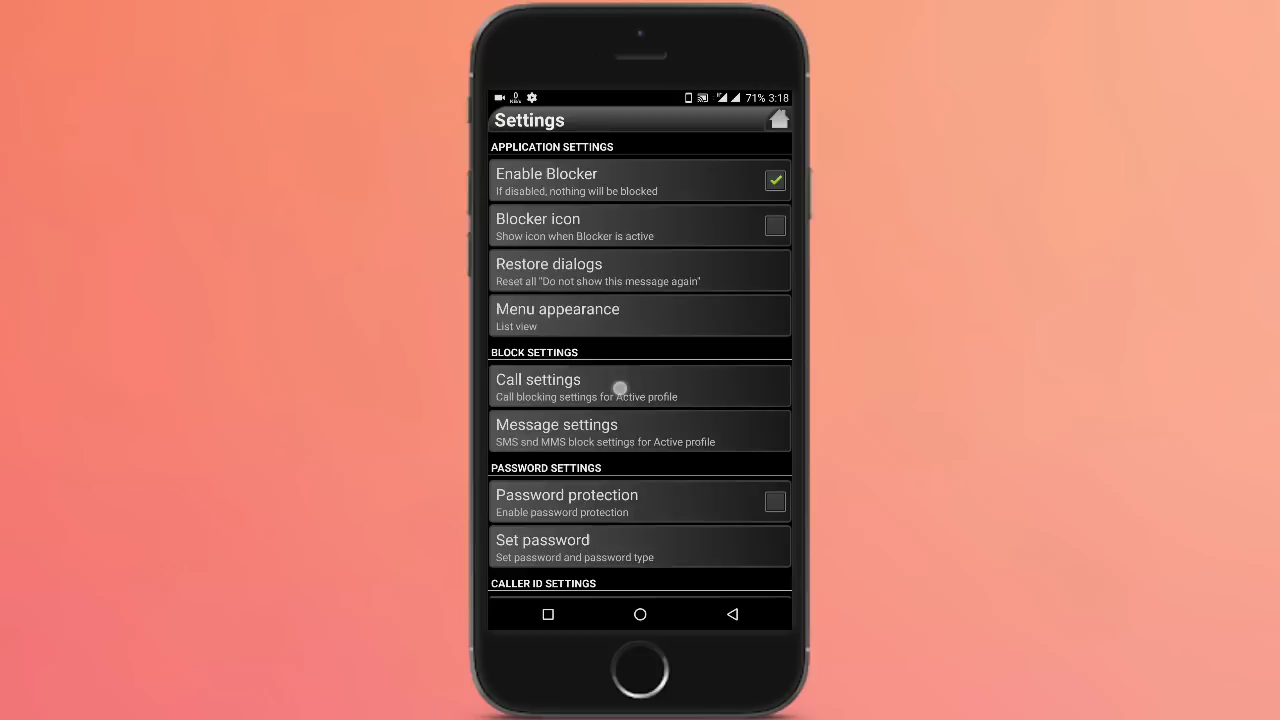 0
KB/s
71% 3:18
Settings
APPLICATION SETTINGS
Enable Blocker
If disabled, nothing will be blocked
Blocker icon
Show icon when Blocker is active
Restore dialogs
Reset all "Do not show this message again"
Menu appearance
List view
BLOCK SETTINGS
Call settings
Call blocking settings for Active profile
Message settings
SMS snd MMS block settings for Active profile
PASSWORD SETTINGS
Password protection
Enable password protection
Set password
Set password and password type
CALLER ID SETTINGS